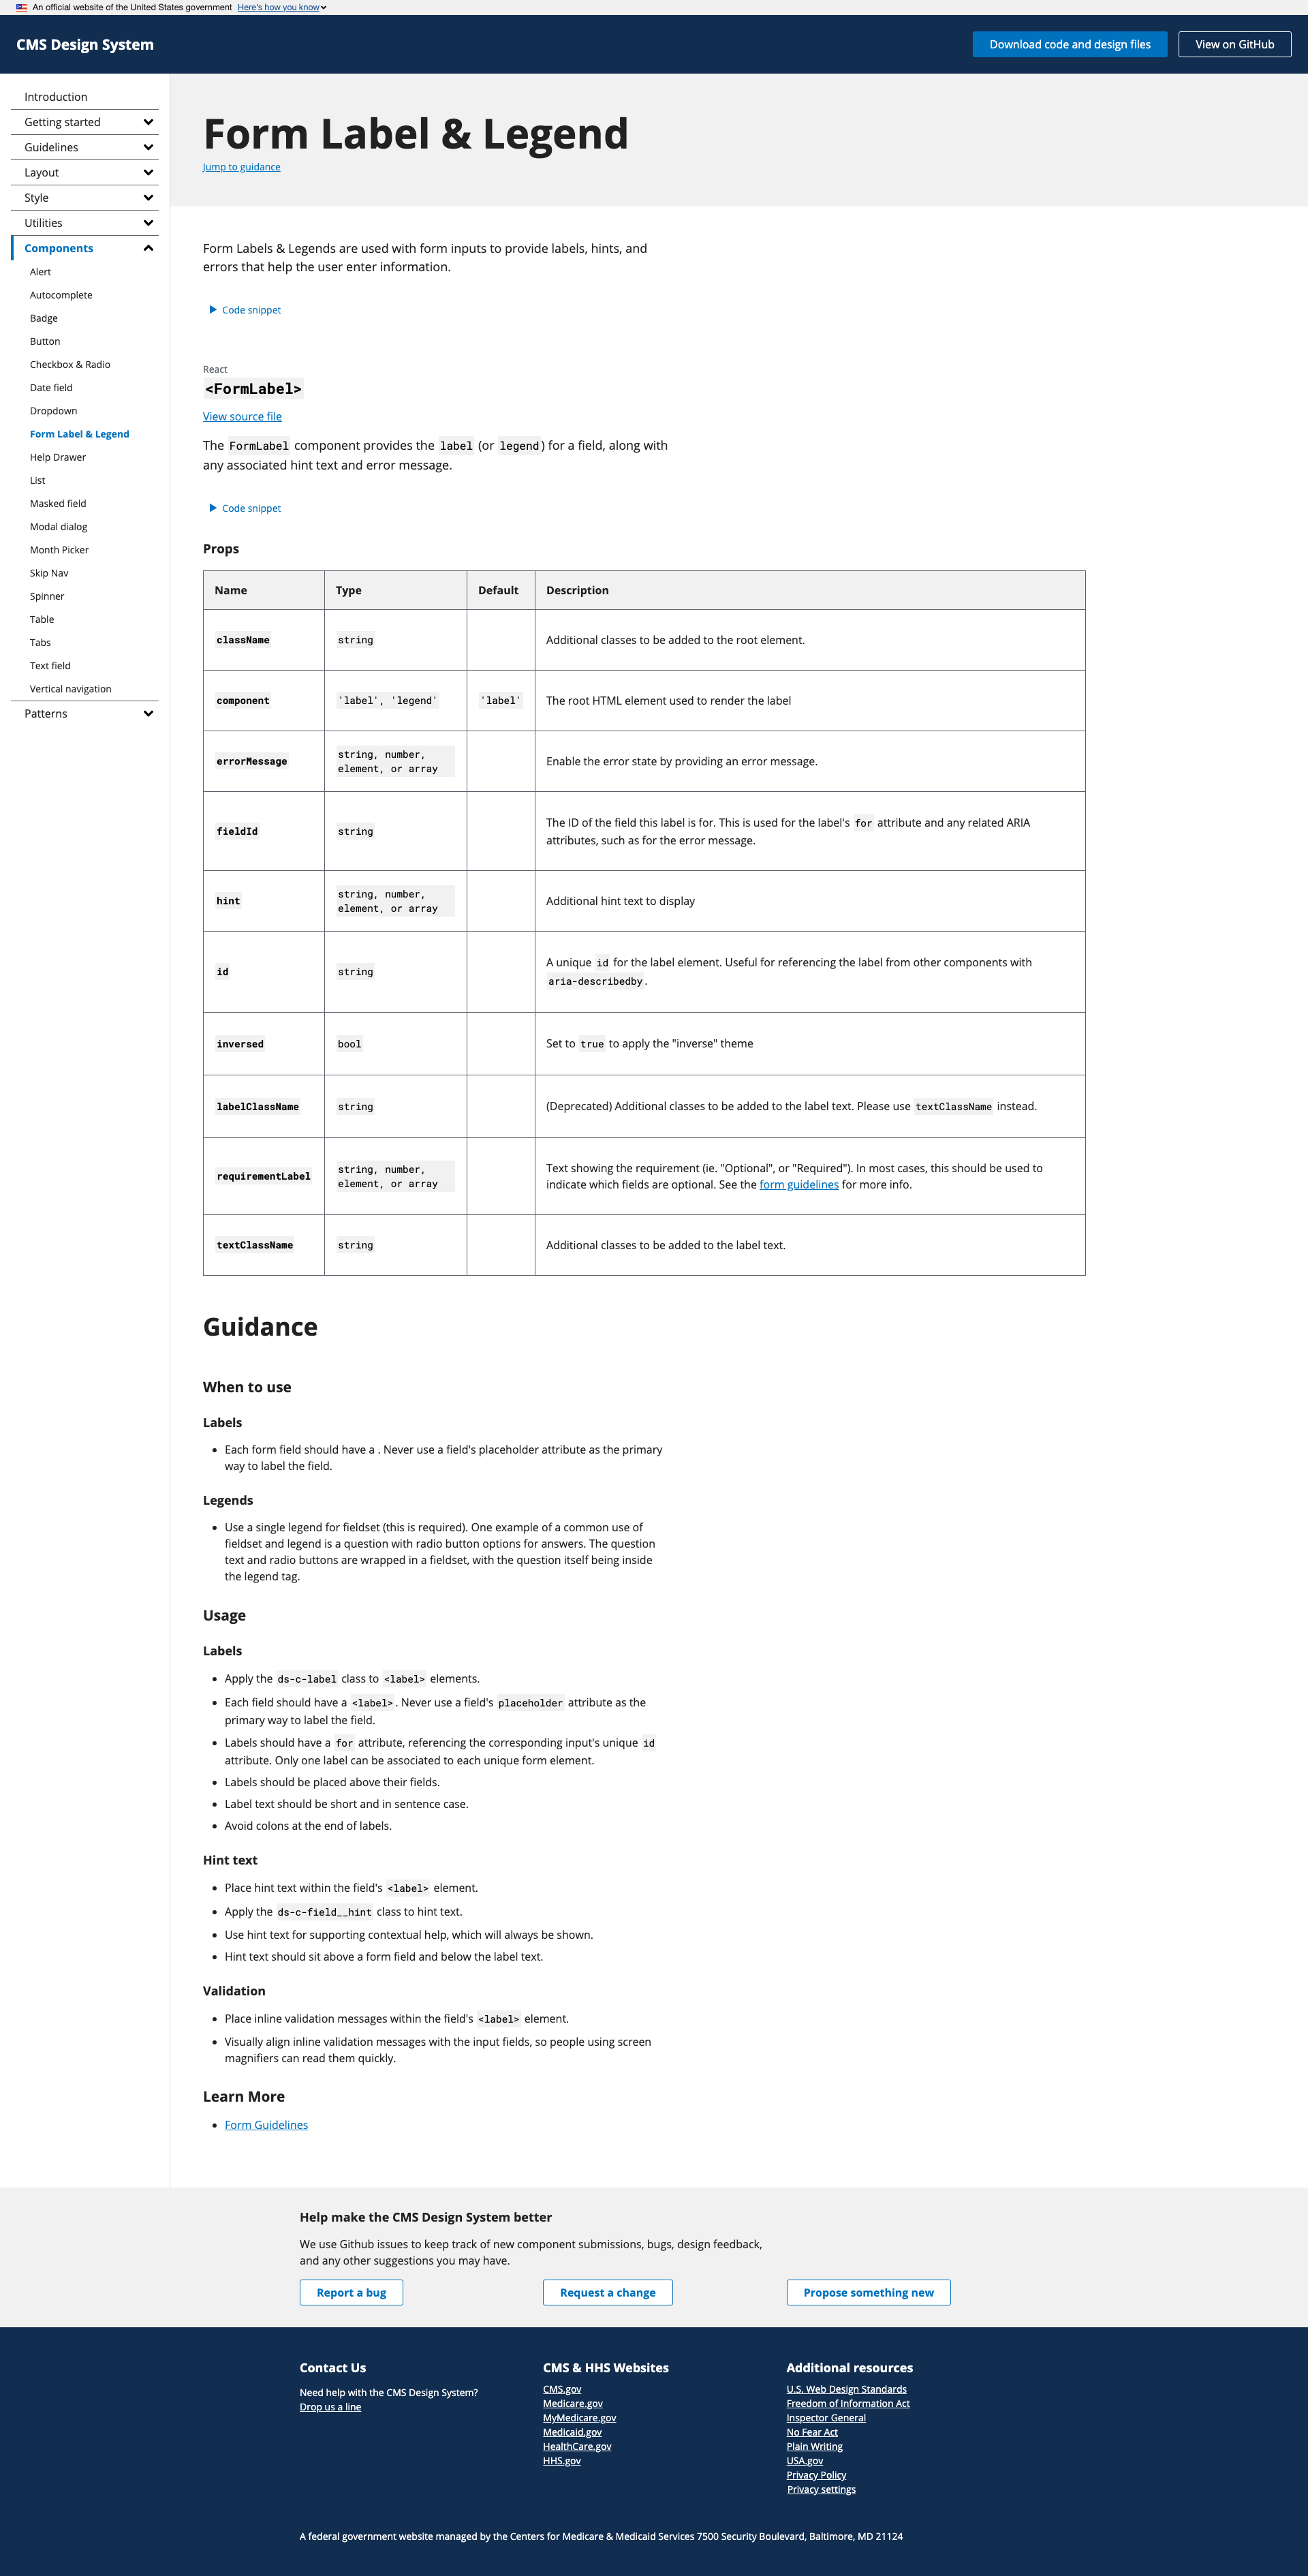 An official website of the United States government Here's how you know
CMS Design System
Download code and design files
View on GitHub
Introduction
Getting started
Guidelines
Layout
Style
Utilities
Components
Alert
Autocomplete
Badge
Button
Checkbox & Radio
Date field
Dropdown
Form Label & Legend
Help Drawer
List
Masked field
Modal dialog
Month Picker
Skip Nav
Spinner
Table
Tabs
Text field
Vertical navigation
Patterns
Form Label & Legend
Jump to guidance
Form Labels & Legends are used with form inputs to provide labels, hints, and
errors that help the user enter information.
Code snippet
React
<FormLabel>
View source file
The FormLabel component provides the label (or legend) for a field, along with
any associated hint text and error message.
Code snippet
Props
Name Type Default Description
className string Additional classes to be added to the root element.
component 'label', 'legend' 'label' The root HTML element used to render the label
errorMessage string, number,
element, or array Enable the error state by providing an error message.
fieldId string The ID of the field this label is for. This is used for the label's for attribute and any related ARIA
attributes, such as for the error message.
hint string, number,
element, or array Additional hint text to display
id string A unique id for the label element. Useful for referencing the label from other components with
aria-describedby.
inversed bool Set to true to apply the "inverse" theme
labelClassName string (Deprecated) Additional classes to be added to the label text. Please use textClassName instead.
requirementLabel string, number,
element, or array Text showing the requirement (ie. "Optional", or "Required"). In most cases, this should be used to
indicate which fields are optional. See the form guidelines for more info.
textClassName string Additional classes to be added to the label text.
Guidance
When to use
Labels
Each form field should have a . Never use a field's placeholder attribute as the primary
way to label the field.
Legends
Use a single legend for fieldset (this is required). One example of a common use of
fieldset and legend is a question with radio button options for answers. The question
text and radio buttons are wrapped in a fieldset, with the question itself being inside
the legend tag.
Usage
Labels
Apply the ds-c-label class to <label> elements.
Each field should have a <label>. Never use a field's placeholder attribute as the
primary way to label the field.
Labels should have a for attribute, referencing the corresponding input's unique id
attribute. Only one label can be associated to each unique form element.
Labels should be placed above their fields.
Label text should be short and in sentence case.
Avoid colons at the end of labels.
Hint text
Place hint text within the field's <label> element.
Apply the ds-c-field__hint class to hint text.
Use hint text for supporting contextual help, which will always be shown.
Hint text should sit above a form field and below the label text.
Validation
Place inline validation messages within the field's <label> element.
Visually align inline validation messages with the input fields, so people using screen
magnifiers can read them quickly.
Learn More
Form Guidelines
Help make the CMS Design System better
We use Github issues to keep track of new component submissions, bugs, design feedback,
and any other suggestions you may have.
Report a bug
Request a change
Propose something new
Contact Us
Need help with the CMS Design System?
Drop us a line
CMS & HHS Websites
CMS.gov
Medicare.gov
MyMedicare.gov
Medicaid.gov
HealthCare.gov
HHS.gov
Additional resources
U.S. Web Design Standards
Freedom of Information Act
Inspector General
No Fear Act
Plain Writing
USA.gov
Privacy Policy
Privacy settings
A federal government website managed by the Centers for Medicare & Medicaid Services 7500 Security Boulevard, Baltimore, MD 21124